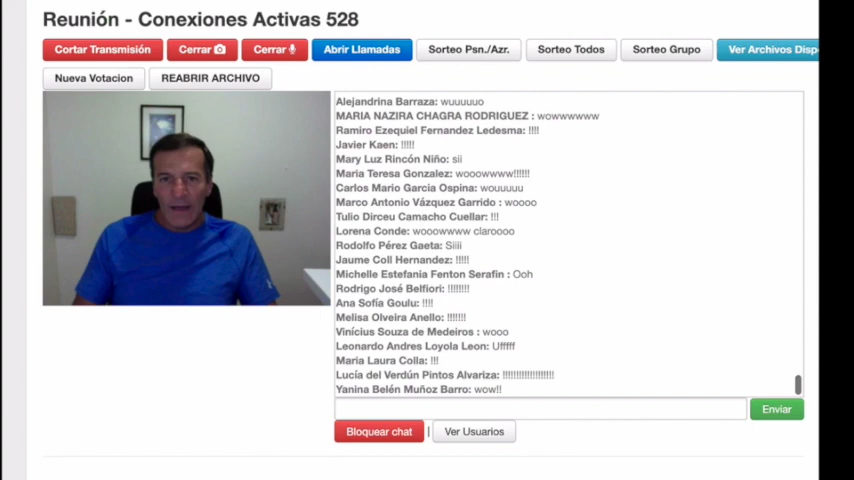 Reunión - Conexiones Activas 528
Cortar Transmisión Cerrar Cerrar Abrir Llamadas Sorteo Psn./Azr. Sorteo Todos Sorteo Grupo Ver Archivos Disp
Nueva Votacion REABRIR ARCHIVO
Alejandrina Barraza: wuuuuuo
MARIA NAZIRA CHAGRA RODRIGUEZ : wowwwwww
Ramiro Ezequiel Fernandez Ledesma: !!!!
Javier Kaen: !!!!!
Mary Luz Rincón Niño: sii
Maria Teresa Gonzalez: wooowwww!!!!!!
Carlos Mario Garcia Ospina: wouuuuu
Marco Antonio Vázquez Garrido : woooo
Tulio Dirceu Camacho Cuellar: !!!
Lorena Conde: wooowwww claroooo
Rodolfo Pérez Gaeta: Siiii
Jaume Coll Hernandez: !!!!!
Michelle Estefania Fenton Serafin : Ooh
Rodrigo José Belfiori: !!!!!!!!
Ana Sofía Goulu: !!!!
Melisa Olveira Anello: !!!!!!!
Vinícius Souza de Medeiros : wooo
Leonardo Andres Loyola Leon: Ufffff
Maria Laura Colla: !!!
Lucía del Verdún Pintos Alvariza: !!!!!!!!!!!!!!!!!!!
Yanina Belén Muñoz Barro: wow!!
Enviar
Bloquear chat | Ver Usuarios